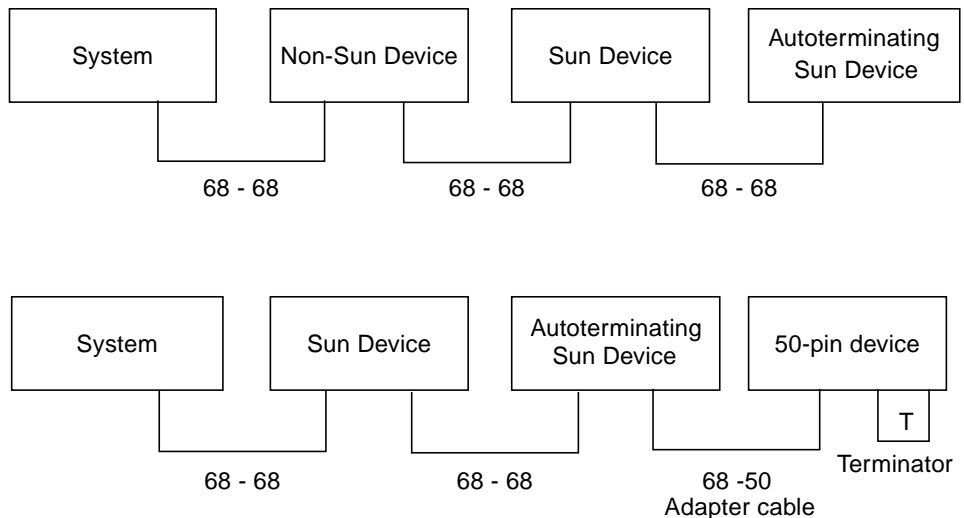 System
Non-Sun Device
Sun Device
Autoterminating
Sun Device
68 - 68
68 - 68
68 - 68
System
Sun Device
Autoterminating
Sun Device
50-pin device
T
Terminator
68 - 68
68 - 68
68 -50
Adapter cable